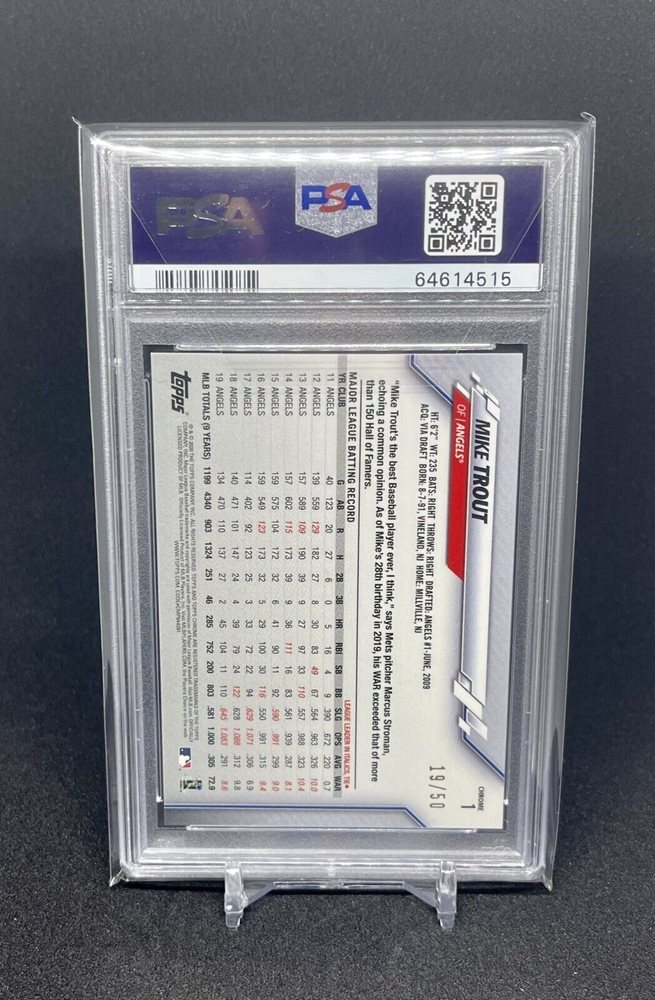 PSA
PSA
64614515
CHROME
1
19/50
MIKE TROUT
OF/ANGELS®
HT: 6'2" WT: 235 BATS: RIGHT THROWS: RIGHT DRAFTED: ANGELS #1-JUNE, 2009
ACQ: VIA DRAFT BORN: 8-7-91, VINELAND, NJ HOME: MILLVILLE, NJ
"Mike Trout's the best Baseball player ever, I think," says Mets pitcher Marcus Stroman,
echoing a common opinion. As of Mike's 28th birthday in 2019, his WAR exceeded that of more
than 150 Hall of Famers.
MAJOR LEAGUE BATTING RECORD
LEAGUE LEADER IN ITALICS, TIE♦
YR CLUB G AB R H 2B 3B HR RBI SB BB SLG OPS AVG WAR
11 ANGELS 40 123 20 27 6 0 5 16 4 9 .390 .672 .220 0.7
12 ANGELS 139 559 129 182 27 8 30 83 49 67 .564 .963 .326 10.0
13 ANGELS 157 589 109 190 39 9 27 97 33 110 .557 .988 .323 10.4
14 ANGELS 157 602 115 173 39 9 36 111 16 83 .561 .939 .287 8.1
15 ANGELS 159 575 104 172 32 6 41 90 11 92 .590 .991 .299 9.0
16 ANGELS 159 549 123 173 32 5 29 100 30 116 .550 .991 .315 9.4
17 ANGELS 114 402 92 123 25 3 33 72 22 94 .629 1.071 .306 6.9
18 ANGELS 140 471 101 147 24 4 39 79 24 122 .628 1.088 .312 9.8
19 ANGELS 134 470 110 137 27 2 45 104 11 110 .645 1.083 .291 8.6
MLB TOTALS (9 YEARS) 1199 4340 903 1324 251 46 285 752 200 803 .581 1.000 .305 72.9
topps